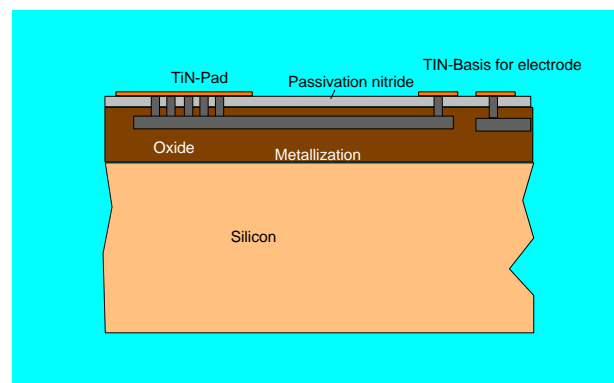 TIN-Basis for electrode
TiN-Pad
Passivation nitride
Oxide
Metallization
Silicon